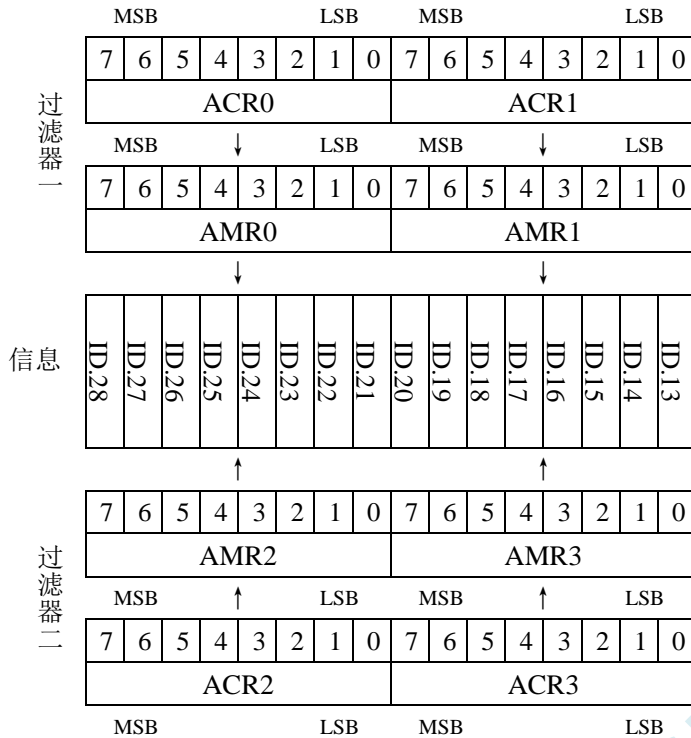 MSB LSB MSB LSB
7 6 5 4 3 2 1 0 7 6 5 4 3 2 1 0
ACR0 ACR1
过滤器一
MSB ↓ LSB MSB ↓ LSB
7 6 5 4 3 2 1 0 7 6 5 4 3 2 1 0
AMR0 AMR1
↓ ↓
信息
ID.28 ID.27 ID.26 ID.25 ID.24 ID.23 ID.22 ID.21 ID.20 ID.19 ID.18 ID.17 ID.16 ID.15 ID.14 ID.13
↑ ↑
7 6 5 4 3 2 1 0 7 6 5 4 3 2 1 0
AMR2 AMR3
过滤器二
MSB ↑ LSB MSB ↑ LSB
7 6 5 4 3 2 1 0 7 6 5 4 3 2 1 0
ACR2 ACR3
MSB LSB MSB LSB